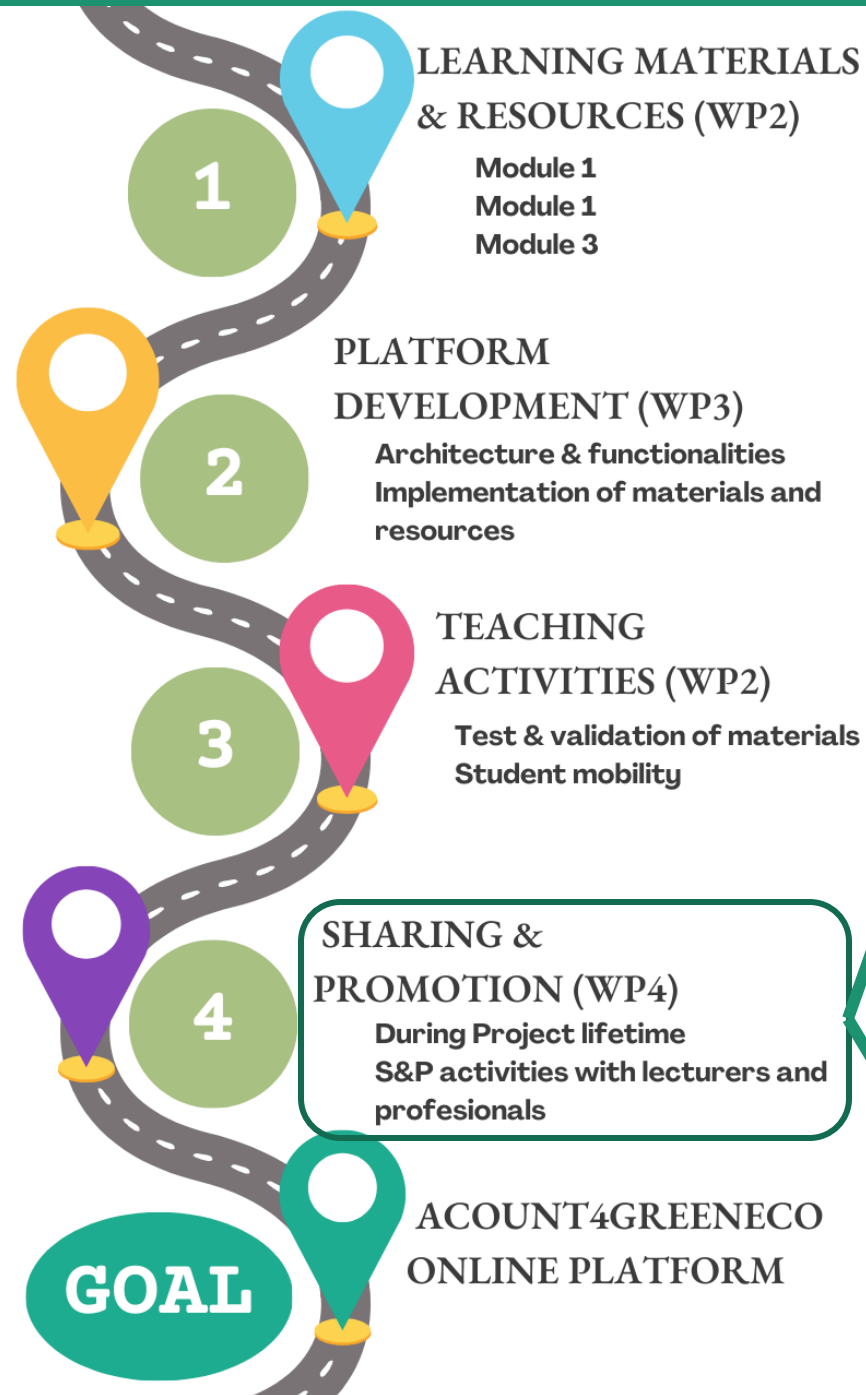 LEARNING MATERIALS
& RESOURCES (WP2)
1
Module 1
Module 1
Module 3
PLATFORM
DEVELOPMENT (WP3)
2
Architecture & functionalities
Implementation of materials and
resources
TEACHING
ACTIVITIES (WP2)
3
Test & validation of materials
Student mobility
SHARING &
PROMOTION (WP4)
4
During Project lifetime
S&P activities with lecturers and
profesionals
ACOUNT4GREENECO
ONLINE PLATFORM
GOAL